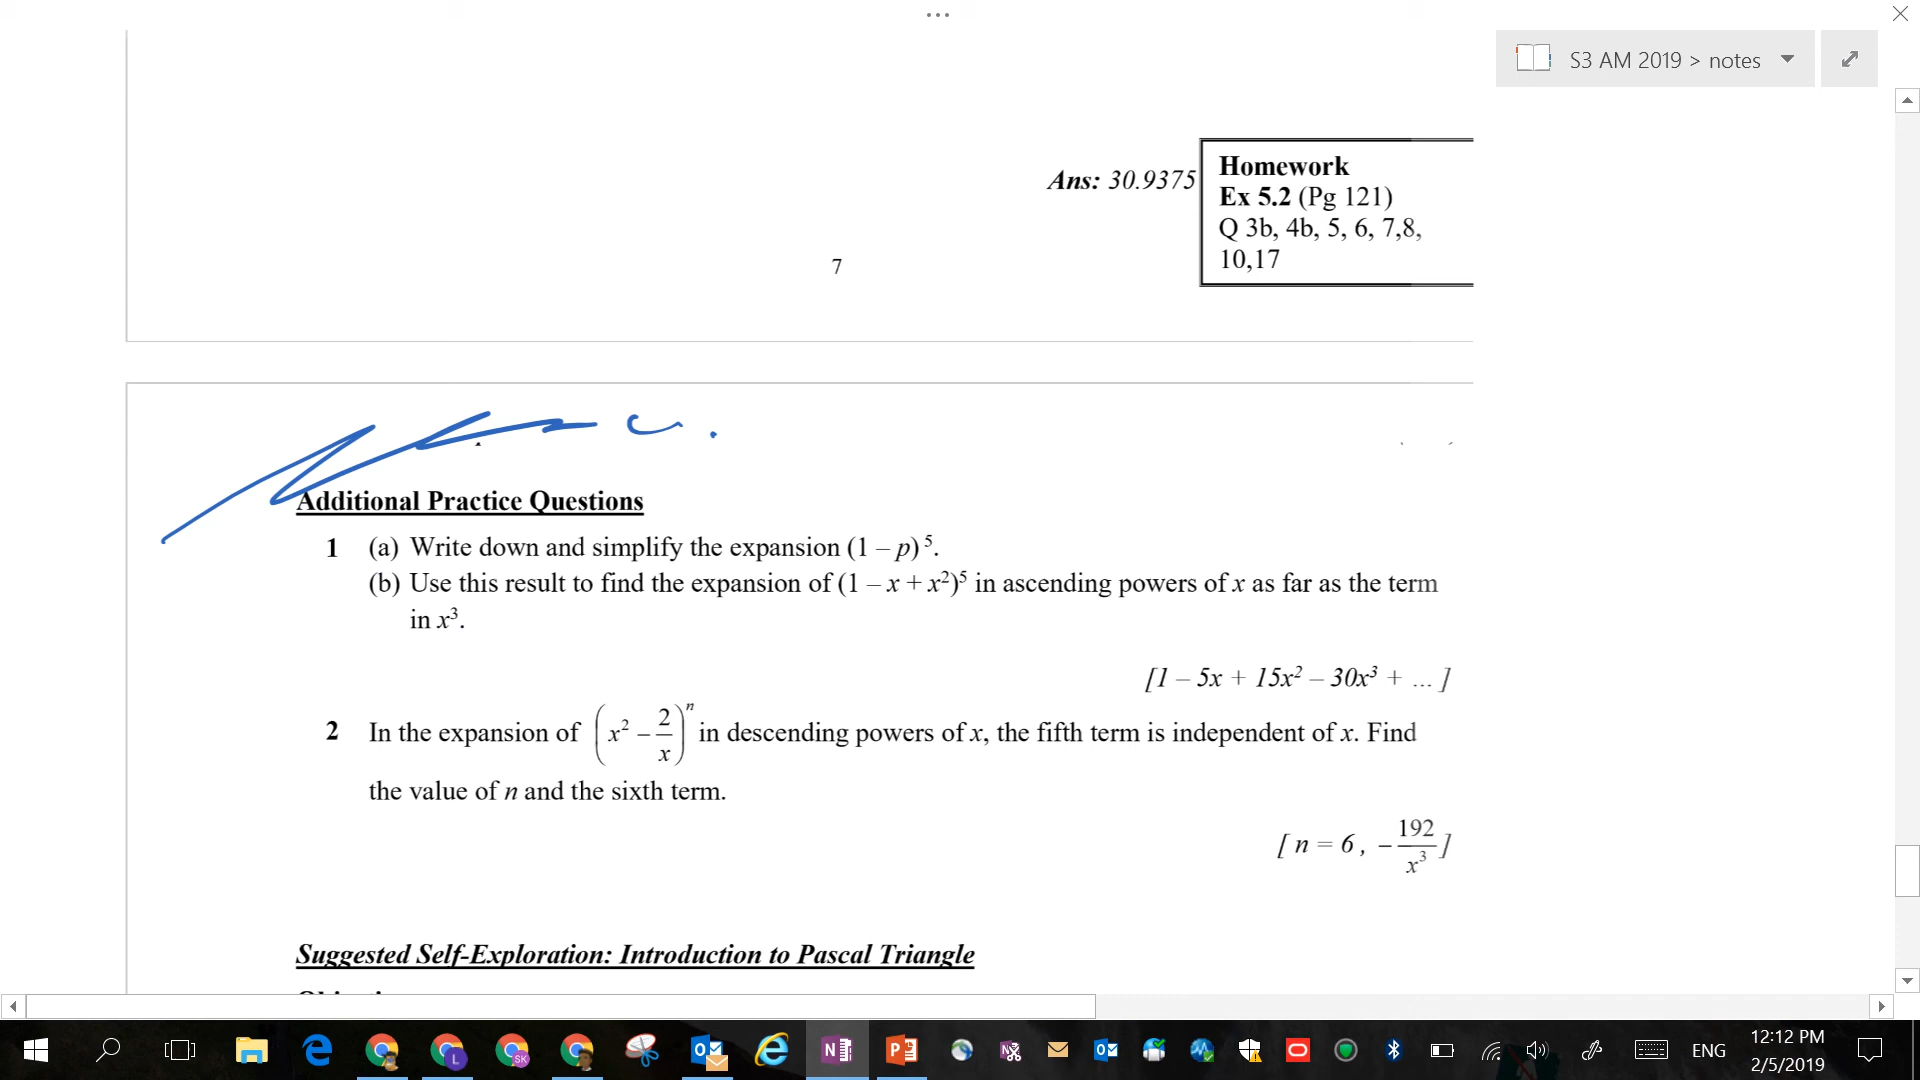 S3 AM 2019 > notes
Ans: 30.9375
Homework
Ex 5.2 (Pg 121)
Q 3b, 4b, 5, 6, 7,8,
10,17
7
Additional Practice Questions
1 (a) Write down and simplify the expansion (1 – p)⁵.
(b) Use this result to find the expansion of (1 – x + x²)⁵ in ascending powers of x as far as the term
in x³.
[1 – 5x + 15x² – 30x³ + ... ]
2 In the expansion of (x² – 2/x)ⁿ in descending powers of x, the fifth term is independent of x. Find
the value of n and the sixth term.
[ n = 6 , – 192/x³ ]
Suggested Self-Exploration: Introduction to Pascal Triangle
ENG
12:12 PM
2/5/2019